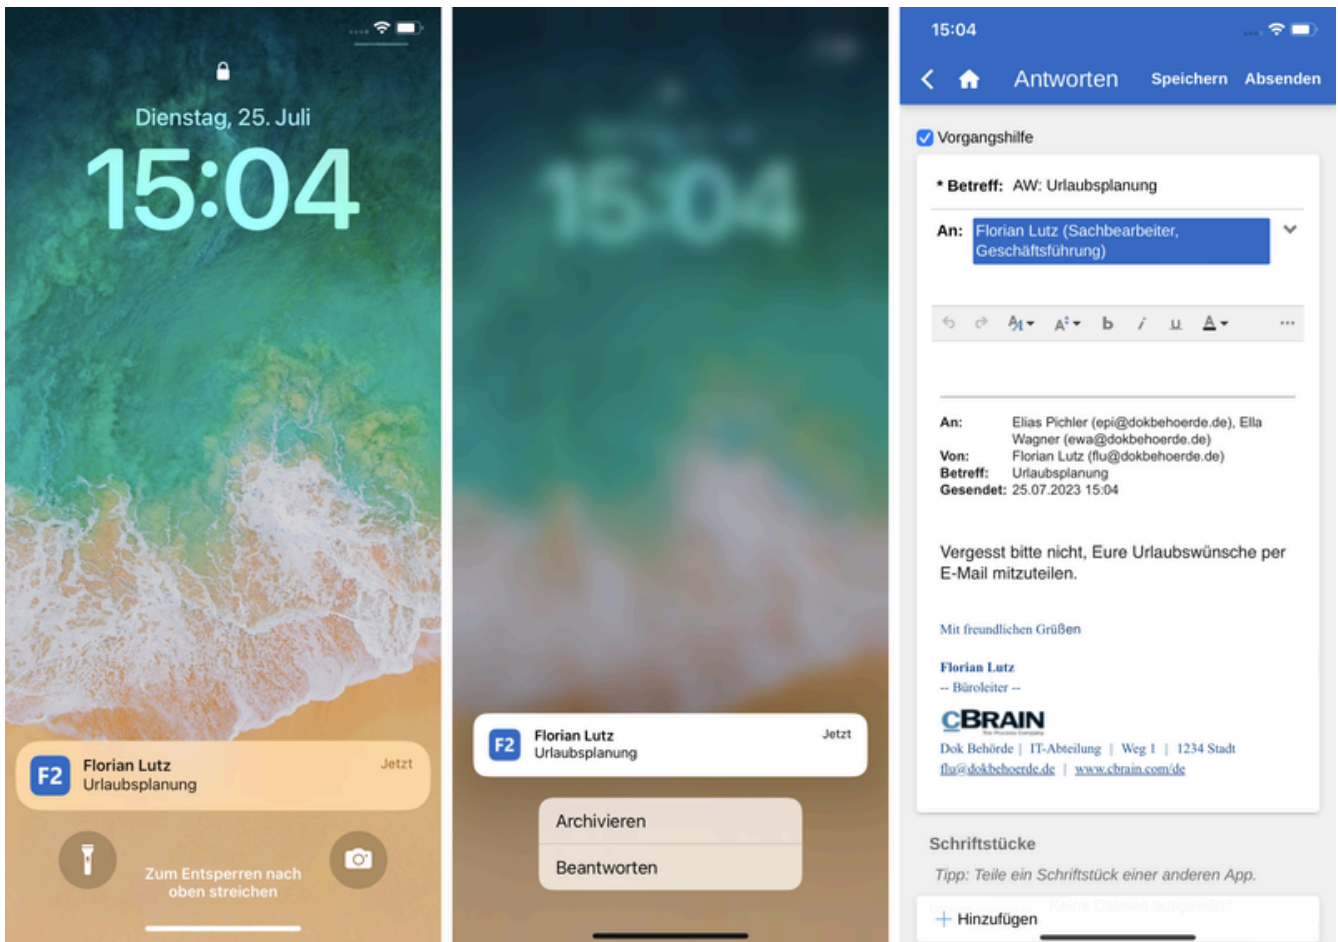 Dienstag, 25. Juli
15:04
F2
Florian Lutz
Jetzt
Urlaubsplanung
Zum Entsperren nach
oben streichen
15:04
F2
Florian Lutz
Jetzt
Urlaubsplanung
Archivieren
Beantworten
15:04
Antworten Speichern Absenden
Vorgangshilfe
* Betreff: AW: Urlaubsplanung
An: Florian Lutz (Sachbearbeiter,
Geschäftsführung)
b i u A
An: Elias Pichler (epi@dokbehoerde.de), Ella
Wagner (ewa@dokbehoerde.de)
Von: Florian Lutz (flu@dokbehoerde.de)
Betreff: Urlaubsplanung
Gesendet: 25.07.2023 15:04
Vergesst bitte nicht, Eure Urlaubswünsche per
E-Mail mitzuteilen.
Mit freundlichen Grüßen
Florian Lutz
-- Büroleiter --
CBRAIN
The Process Company
Dok Behörde | IT-Abteilung | Weg 1 | 1234 Stadt
flu@dokbehoerde.de | www.cbrain.com/de
Schriftstücke
Tipp: Teile ein Schriftstück einer anderen App.
+ Hinzufügen